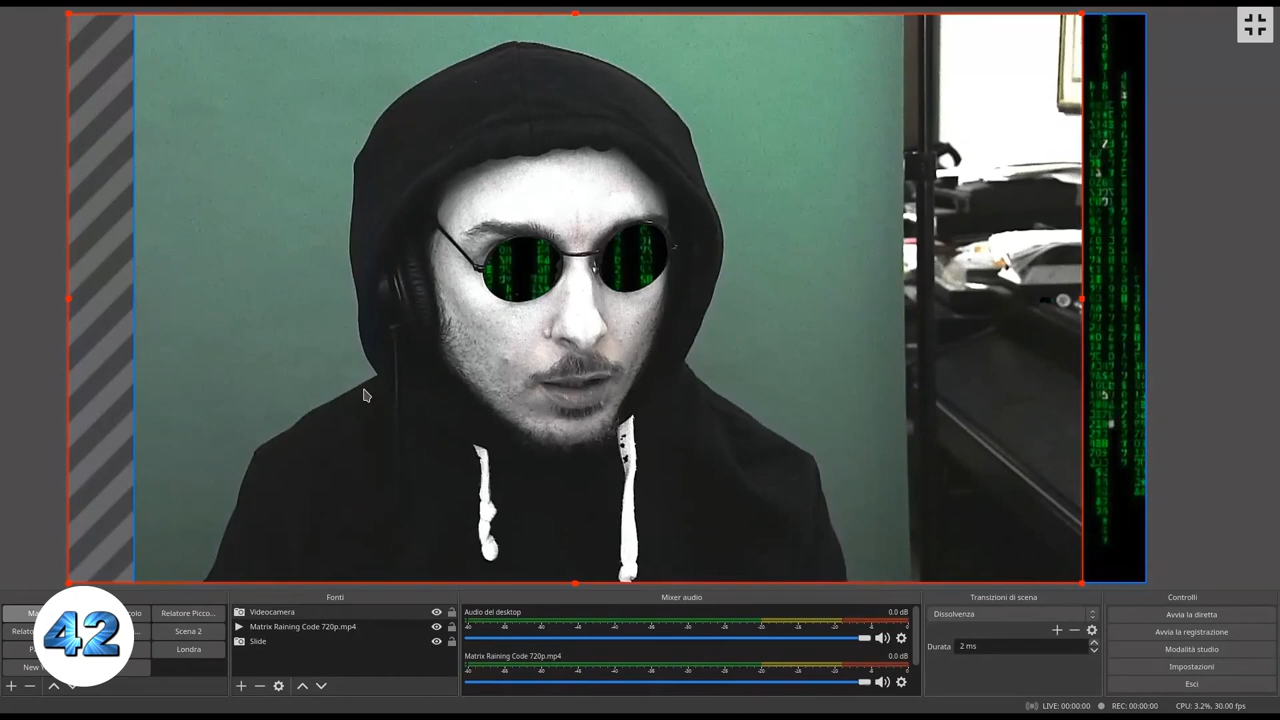 Fonti
Mixer audio
Transizioni di scena
Controlli
Relatore Picco...
Scena 2
Londra
New
42
Videocamera
Matrix Raining Code 720p.mp4
Slide
Audio del desktop
0.0 dB
Matrix Raining Code 720p.mp4
0.0 dB
Dissolvenza
Durata
2 ms
Avvia la diretta
Avvia la registrazione
Modalità studio
Impostazioni
Esci
LIVE: 00:00:00
REC: 00:00:00
CPU: 3.2%, 30.00 fps